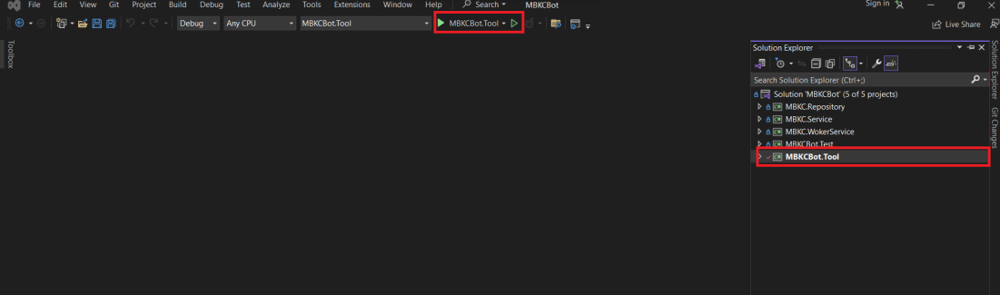 File Edit View Git Project Build Debug Test Analyze Tools Extensions Window Help Search MBKCBot Sign in
Debug Any CPU MBKCBot.Tool MBKCBot.Tool Live Share
Toolbox
Solution Explorer
Search Solution Explorer (Ctrl+;)
Solution 'MBKCBot' (5 of 5 projects)
MBKC.Repository
MBKC.Service
MBKC.WokerService
MBKCBot.Test
MBKCBot.Tool
Solution Explorer
Git Changes